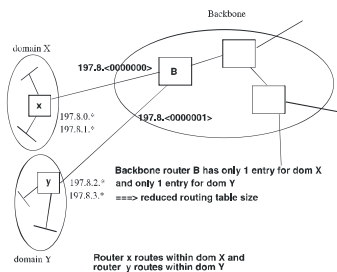 Backbone
domain X
197.8.<0000000>
B
x
197.8.0.*
197.8.1.*
197.8.<0000001>
y
197.8.2.*
197.8.3.*
Backbone router B has only 1 entry for dom X
and only 1 entry for dom Y
===> reduced routing table size
domain Y
Router x routes within dom X and
router y routes within dom Y